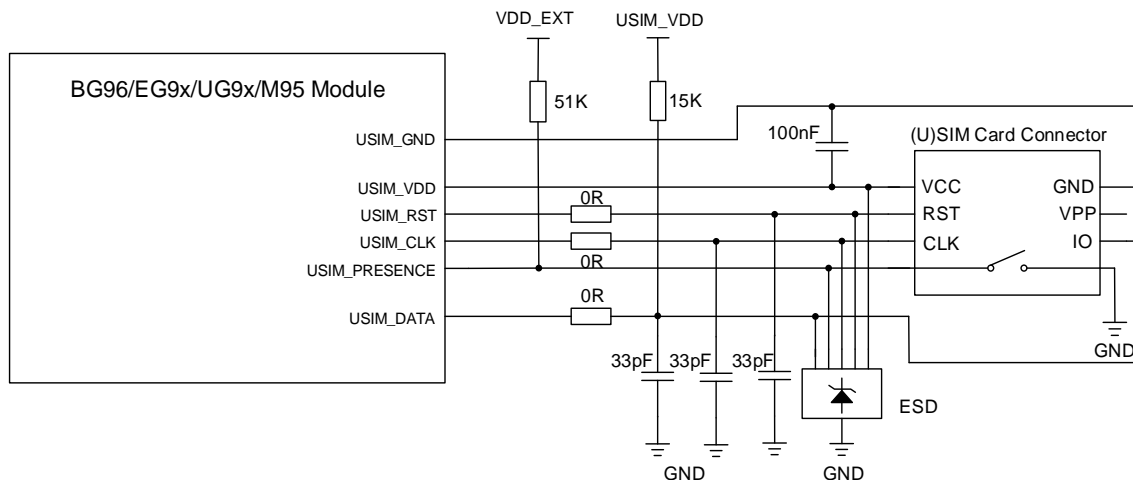 VDD_EXT
USIM_VDD
BG96/EG9x/UG9x/M95 Module
51K
15K
USIM_GND
100nF
(U)SIM Card Connector
USIM_VDD
VCC
GND
0R
USIM_RST
RST
VPP
USIM_CLK
CLK
IO
USIM_PRESENCE
0R
USIM_DATA
0R
GND
33pF
33pF
33pF
ESD
GND
GND